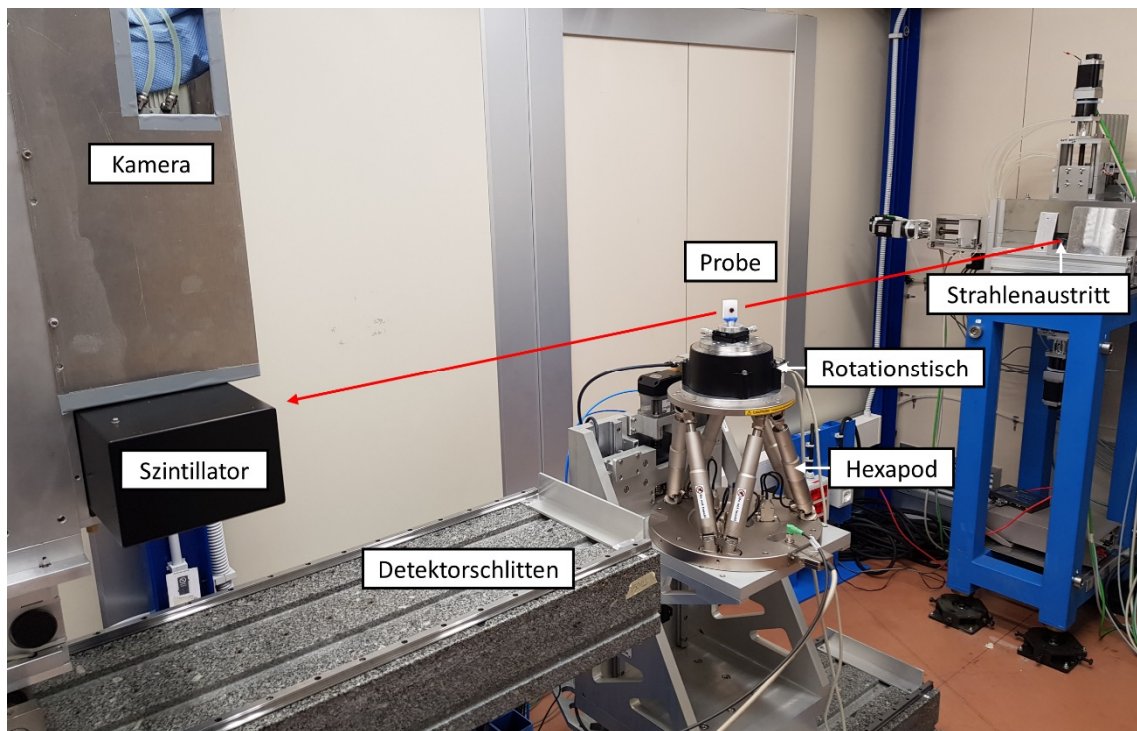 Kamera
Probe
Strahlenaustritt
Rotationstisch
Szintillator
Hexapod
Detektorschlitten